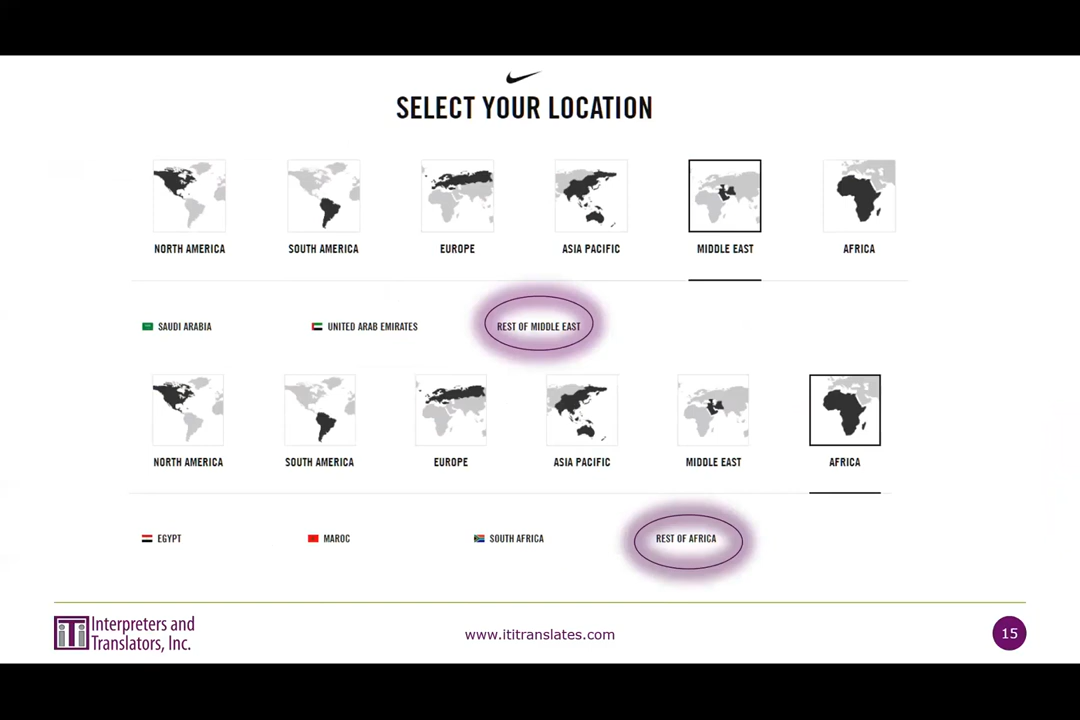 SELECT YOUR LOCATION
NORTH AMERICA SOUTH AMERICA EUROPE ASIA PACIFIC MIDDLE EAST AFRICA
SAUDI ARABIA UNITED ARAB EMIRATES REST OF MIDDLE EAST
NORTH AMERICA SOUTH AMERICA EUROPE ASIA PACIFIC MIDDLE EAST AFRICA
EGYPT MAROC SOUTH AFRICA REST OF AFRICA
iTi Interpreters and
Translators, Inc.
www.ititranslates.com
15